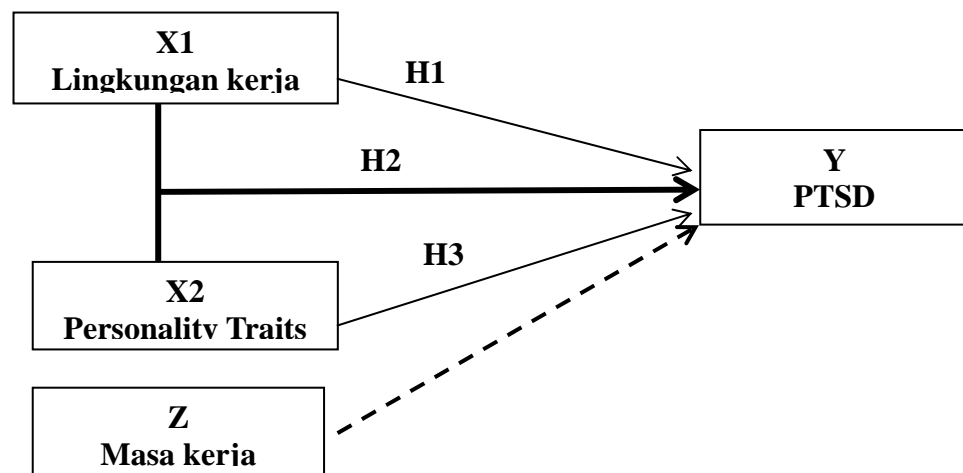 X1
Lingkungan kerja
H1
Y
PTSD
H2
H3
X2
Personality Traits
Z
Masa kerja